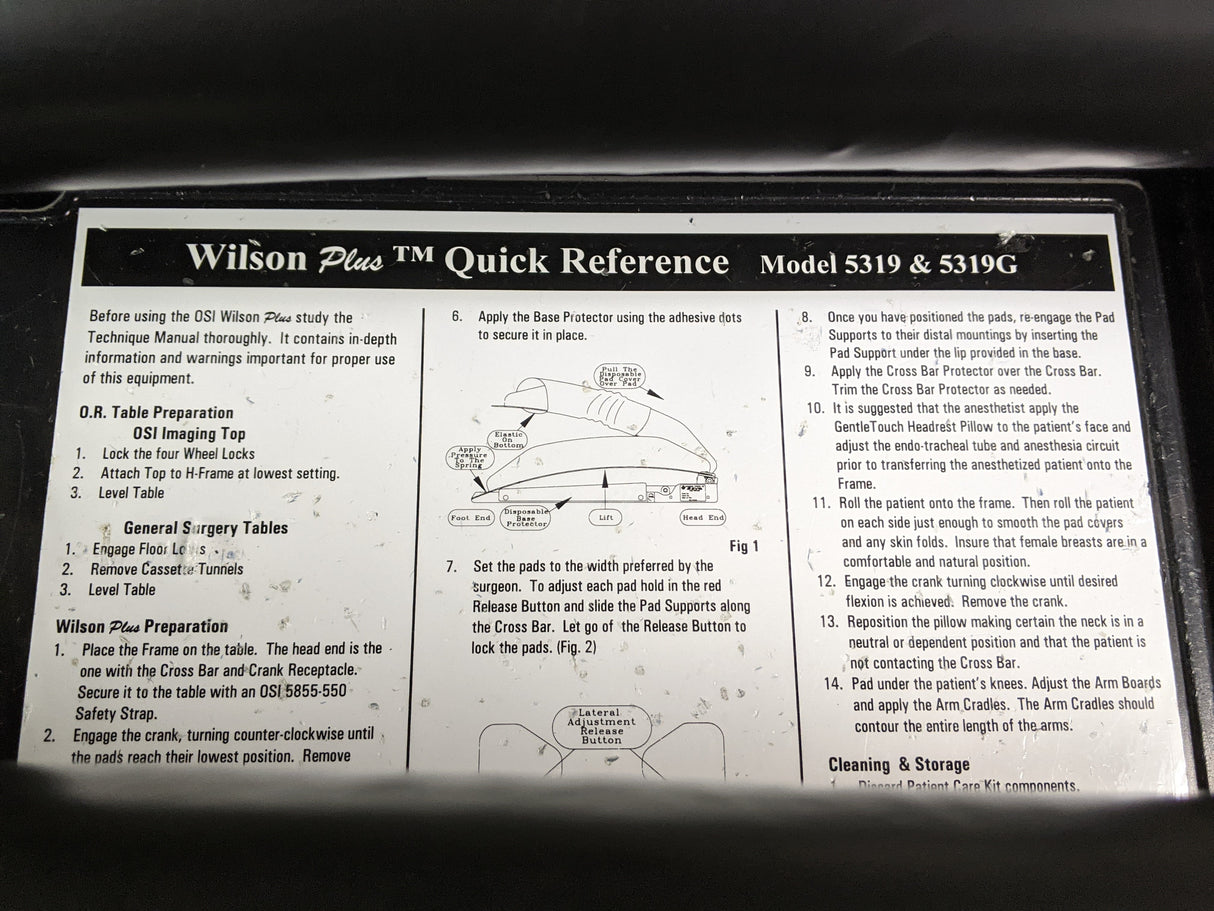 Wilson Plus ™ Quick Reference Model 5319 & 5319G
Before using the OSI Wilson Plus study the
Technique Manual thoroughly. It contains in-depth
information and warnings important for proper use
of this equipment.
O.R. Table Preparation
OSI Imaging Top
1. Lock the four Wheel Locks
2. Attach Top to H-Frame at lowest setting.
3. Level Table
General Surgery Tables
1. Engage Floor Locks
2. Remove Cassette Tunnels
3. Level Table
Wilson Plus Preparation
1. Place the Frame on the table. The head end is the
one with the Cross Bar and Crank Receptacle.
Secure it to the table with an OSI 5855-550
Safety Strap.
2. Engage the crank, turning counter-clockwise until
the pads reach their lowest position. Remove
6. Apply the Base Protector using the adhesive dots
to secure it in place.
Pull The
Disposable
Pad Cover
Over Pad
Elastic
On
Bottom
Apply
Pressure
To The
Spring
Foot End
Disposable
Base
Protector
Lift
Head End
Fig 1
7. Set the pads to the width preferred by the
surgeon. To adjust each pad hold in the red
Release Button and slide the Pad Supports along
the Cross Bar. Let go of the Release Button to
lock the pads. (Fig. 2)
Lateral
Adjustment
Release
Button
8. Once you have positioned the pads, re-engage the Pad
Supports to their distal mountings by inserting the
Pad Support under the lip provided in the base.
9. Apply the Cross Bar Protector over the Cross Bar.
Trim the Cross Bar Protector as needed.
10. It is suggested that the anesthetist apply the
GentleTouch Headrest Pillow to the patient's face and
adjust the endo-tracheal tube and anesthesia circuit
prior to transferring the anesthetized patient onto the
Frame.
11. Roll the patient onto the frame. Then roll the patient
on each side just enough to smooth the pad covers
and any skin folds. Insure that female breasts are in a
comfortable and natural position.
12. Engage the crank turning clockwise until desired
flexion is achieved. Remove the crank.
13. Reposition the pillow making certain the neck is in a
neutral or dependent position and that the patient is
not contacting the Cross Bar.
14. Pad under the patient's knees. Adjust the Arm Boards
and apply the Arm Cradles. The Arm Cradles should
contour the entire length of the arms.
Cleaning & Storage
1. Discard Patient Care Kit components.